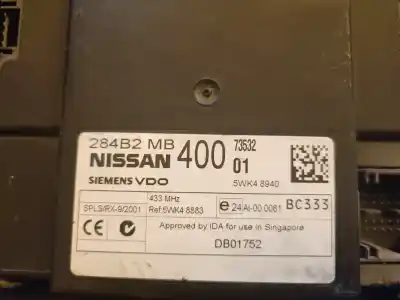 284B2 MB 400 73532
NISSAN 01
SIEMENS VDO 5WK4 8940
433 MHz
SPLS/RX-9/2001 Ref:5WK4 8883 e 24 AI-00 0061 BC333
CE Approved by IDA for use in Singapore
DB01752